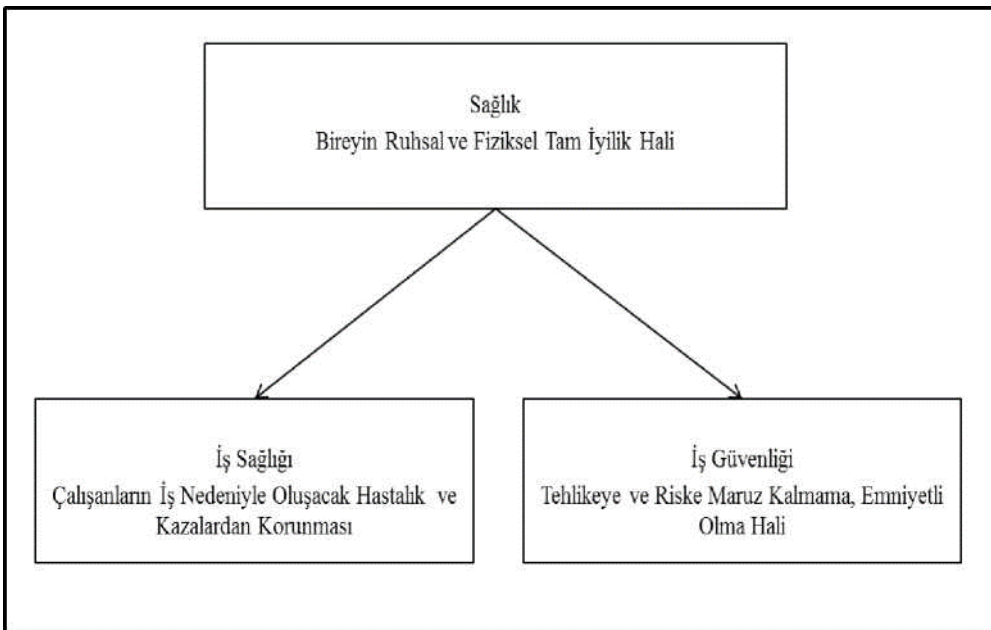 Sağlık
Bireyin Ruhsal ve Fiziksel Tam İyilik Hali
İş Sağlığı
Çalışanların İş Nedeniyle Oluşacak Hastalık ve
Kazalardan Korunması
İş Güvenliği
Tehlikeye ve Riske Maruz Kalmama, Emniyetli
Olma Hali